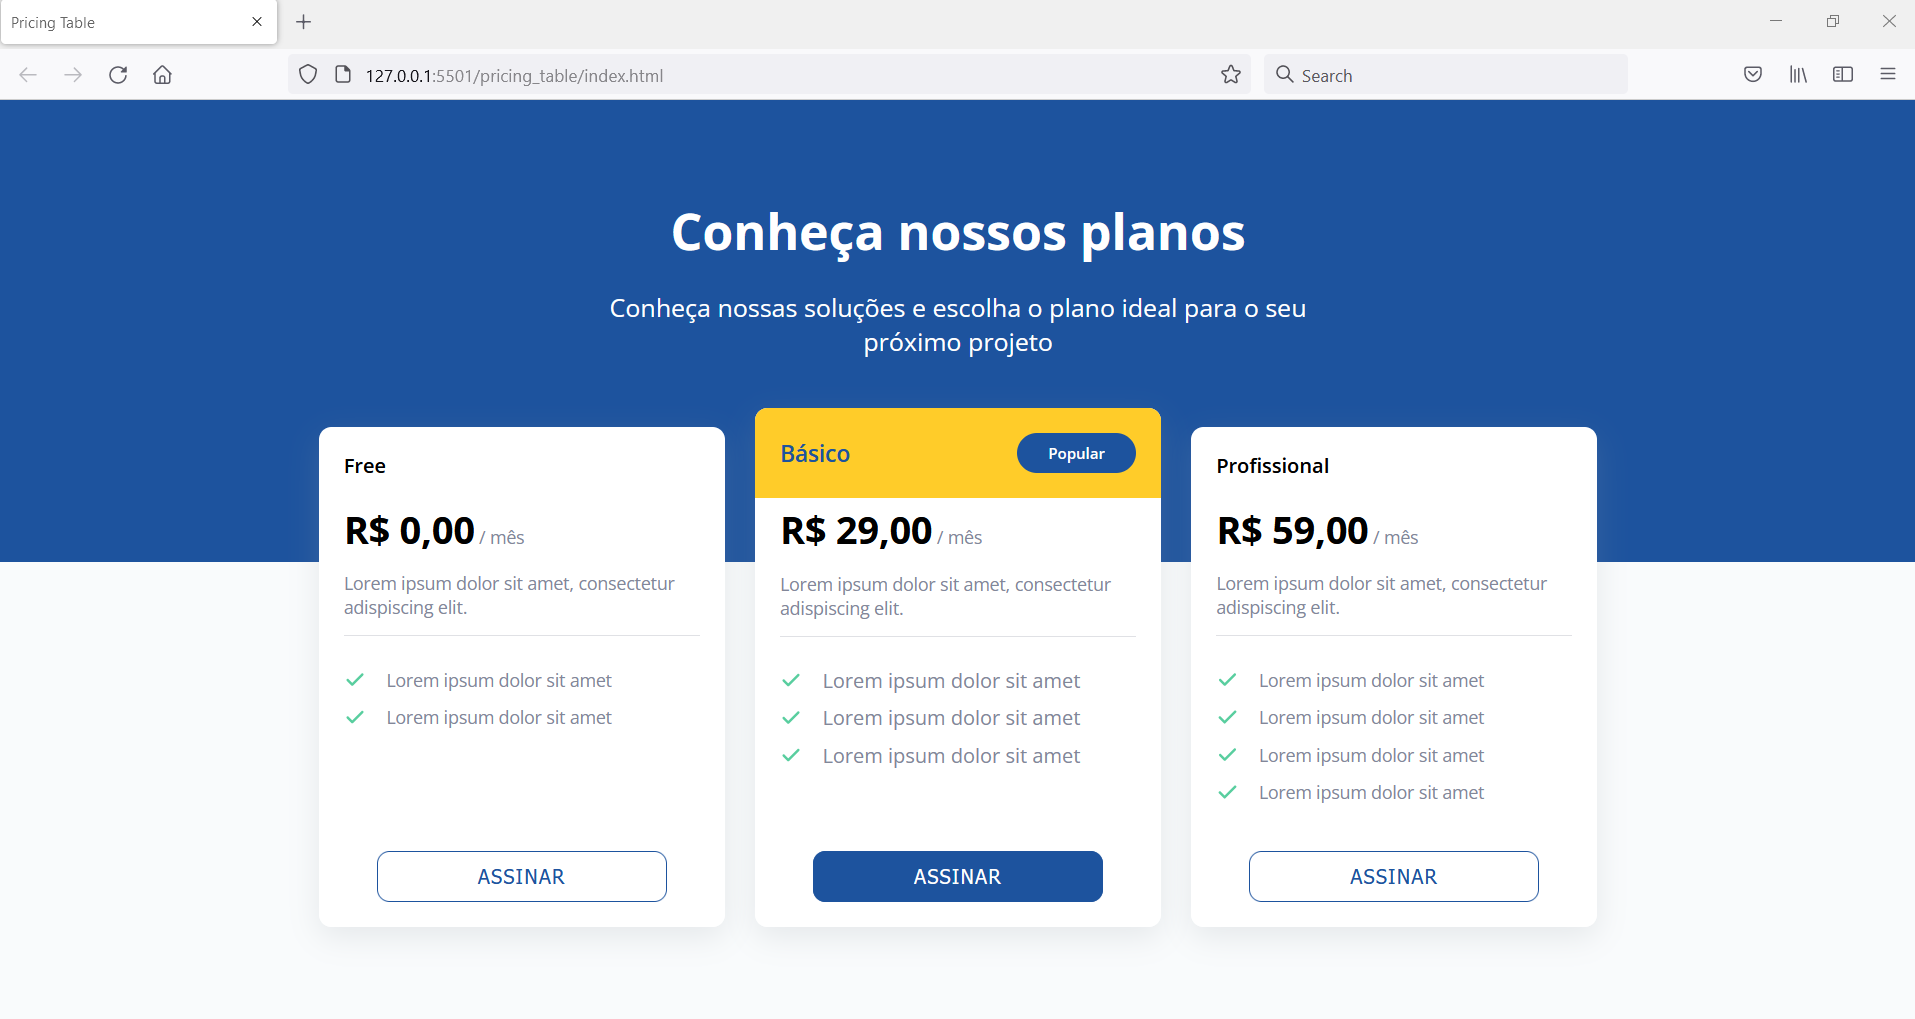 Pricing Table
127.0.0.1:5501/pricing_table/index.html
Search
Conheça nossos planos
Conheça nossas soluções e escolha o plano ideal para o seu
próximo projeto
Free
R$ 0,00 / mês
Lorem ipsum dolor sit amet, consectetur
adispiscing elit.
Lorem ipsum dolor sit amet
Lorem ipsum dolor sit amet
ASSINAR
Básico
Popular
R$ 29,00 / mês
Lorem ipsum dolor sit amet, consectetur
adispiscing elit.
Lorem ipsum dolor sit amet
Lorem ipsum dolor sit amet
Lorem ipsum dolor sit amet
ASSINAR
Profissional
R$ 59,00 / mês
Lorem ipsum dolor sit amet, consectetur
adispiscing elit.
Lorem ipsum dolor sit amet
Lorem ipsum dolor sit amet
Lorem ipsum dolor sit amet
Lorem ipsum dolor sit amet
ASSINAR